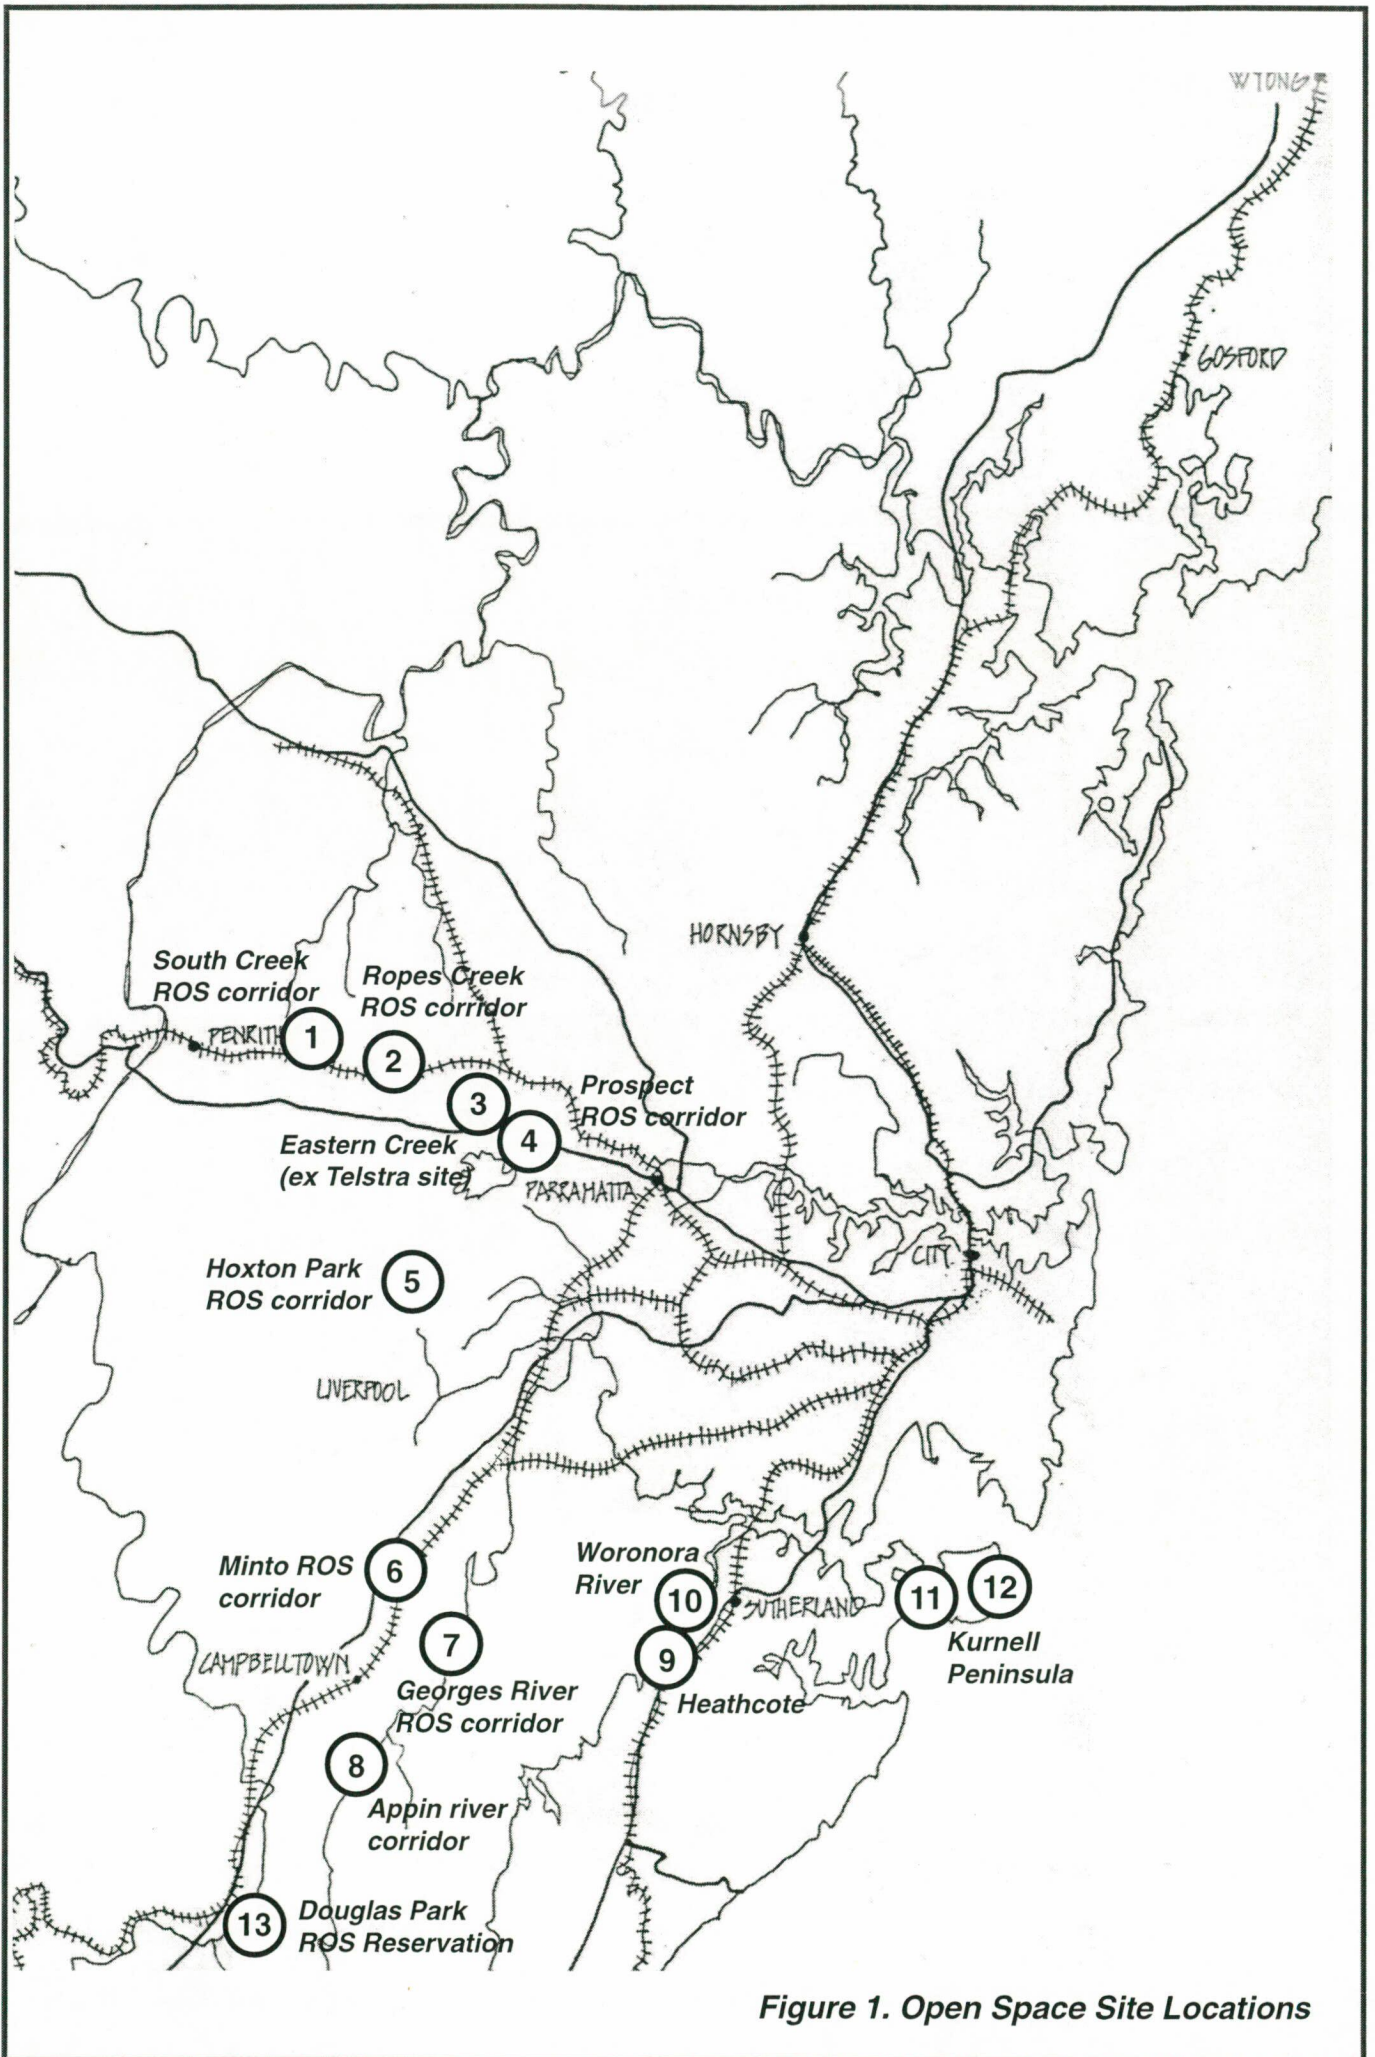 WYONG
GOSFORD
HORNSBY
South Creek
ROS corridor
Ropes Creek
ROS corridor
PENRITH
1
2
3
4
Prospect
ROS corridor
Eastern Creek
(ex Telstra site)
PARRAMATTA
CITY
Hoxton Park
ROS corridor
5
LIVERPOOL
Minto ROS
corridor
6
Woronora
River
10
SUTHERLAND
11
12
Kurnell
Peninsula
7
9
CAMPBELLTOWN
Georges River
ROS corridor
Heathcote
8
Appin river
corridor
13
Douglas Park
ROS Reservation
Figure 1. Open Space Site Locations